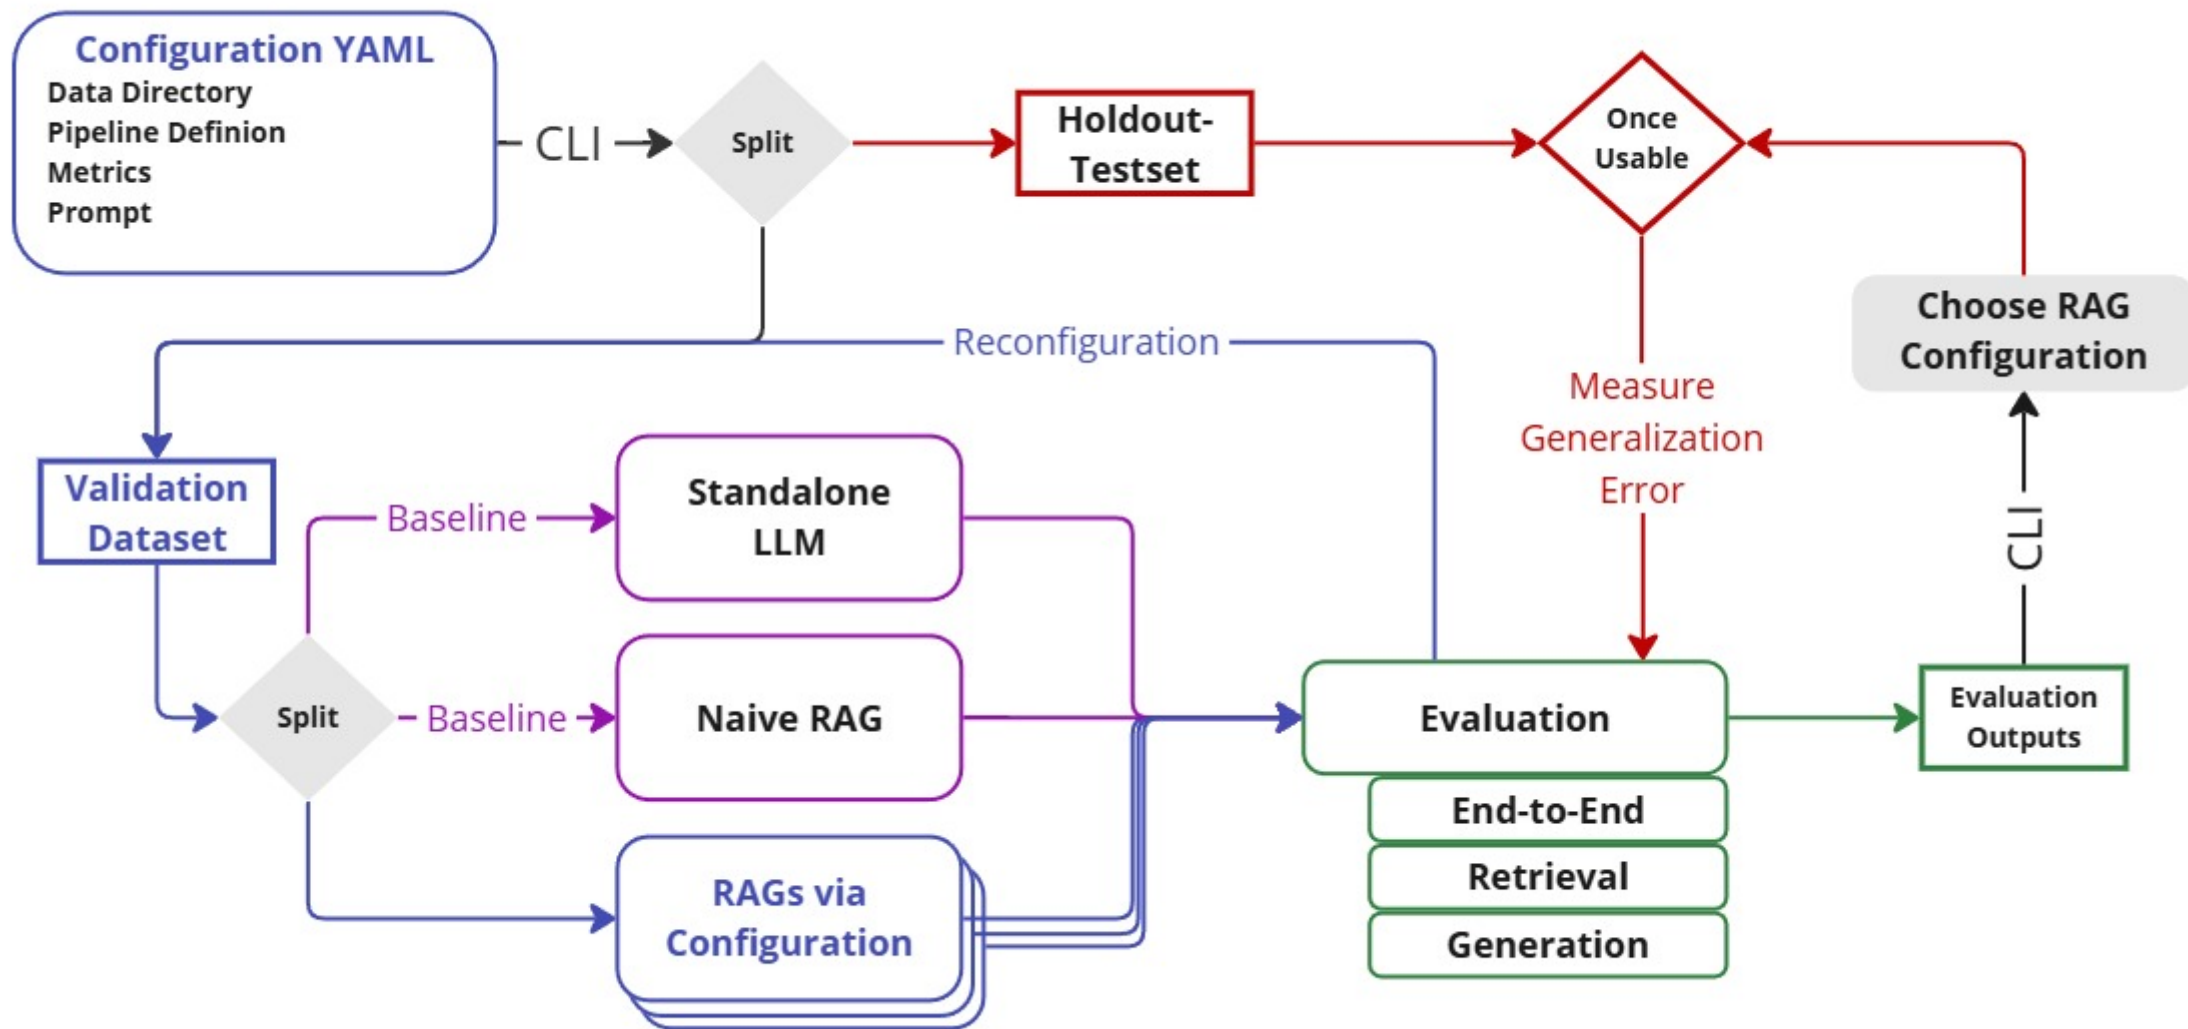 Configuration YAML
Data Directory
Pipeline Definion
Metrics
Prompt
CLI
Split
Holdout-
Testset
Once
Usable
Choose RAG
Configuration
Reconfiguration
Measure
Generalization
Error
Validation
Dataset
Baseline
Standalone
LLM
CLI
Split
Baseline
Naive RAG
Evaluation
Evaluation
Outputs
End-to-End
Retrieval
Generation
RAGs via
Configuration